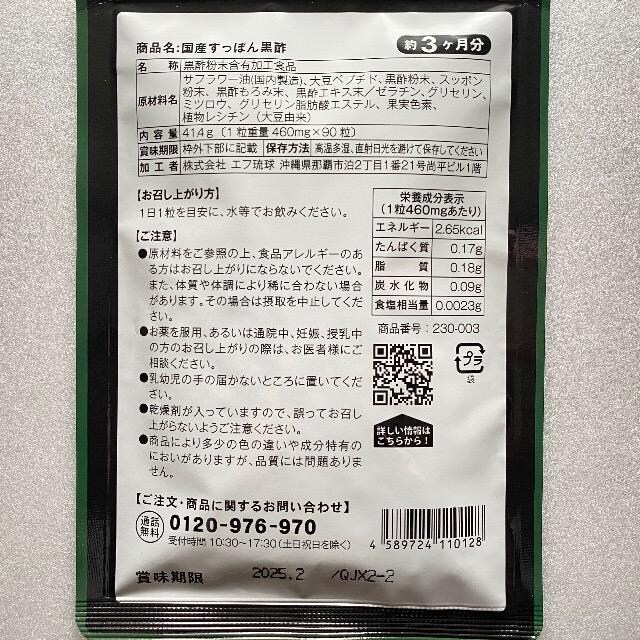 商品名:国産すっぽん黒酢
約3ヶ月分
名 称 黒酢粉末含有加工食品
原材料名 サフラワー油(国内製造)、大豆ペプチド、黒酢粉末、スッポン
粉末、黒酢もろみ末、黒酢エキス末/ゼラチン、グリセリン、
ミツロウ、グリセリン脂肪酸エステル、果実色素、
植物レシチン(大豆由来)
内容量 41.4g(1粒重量 460mg×90粒)
賞味期限 枠外下部に記載 保存方法 高温多湿、直射日光を避けて保存してください
加工者 株式会社 エフ琉球 沖縄県那覇市泊2丁目1番21号尚平ビル1階
【お召し上がり方】
1日1粒を目安に、水等でお飲みください。
【ご注意】
●原材料をご参照の上、食品アレルギーのあ
る方はお召し上がりにならないでください。
また、体質や体調により稀に合わない場合
があります。その場合は摂取を中止してくだ
さい。
●お薬を服用、あるいは通院中、妊娠、授乳中
の方のお召し上がりの際は、お医者様にご
相談ください。
●乳幼児の手の届かないところに置いてくだ
さい。
●乾燥剤が入っていますので、誤ってお召し
上がらないようご注意ください。
●商品により多少の色の違いや成分特有の
においがありますが、品質には問題ありま
せん。
栄養成分表示
(1粒460mgあたり)
エネルギー 2.65kcal
たんぱく質 0.17g
脂 質 0.18g
炭水化物 0.09g
食塩相当量 0.0023g
商品番号:230-003
プラ
袋
詳しい情報は
こちらから!
【ご注文・商品に関するお問い合わせ】
通話無料 0120-976-970
受付時間 10:30~17:30(土日祝日を除く)
4 589724 110128
賞味期限 2025.2 /QJX2-2